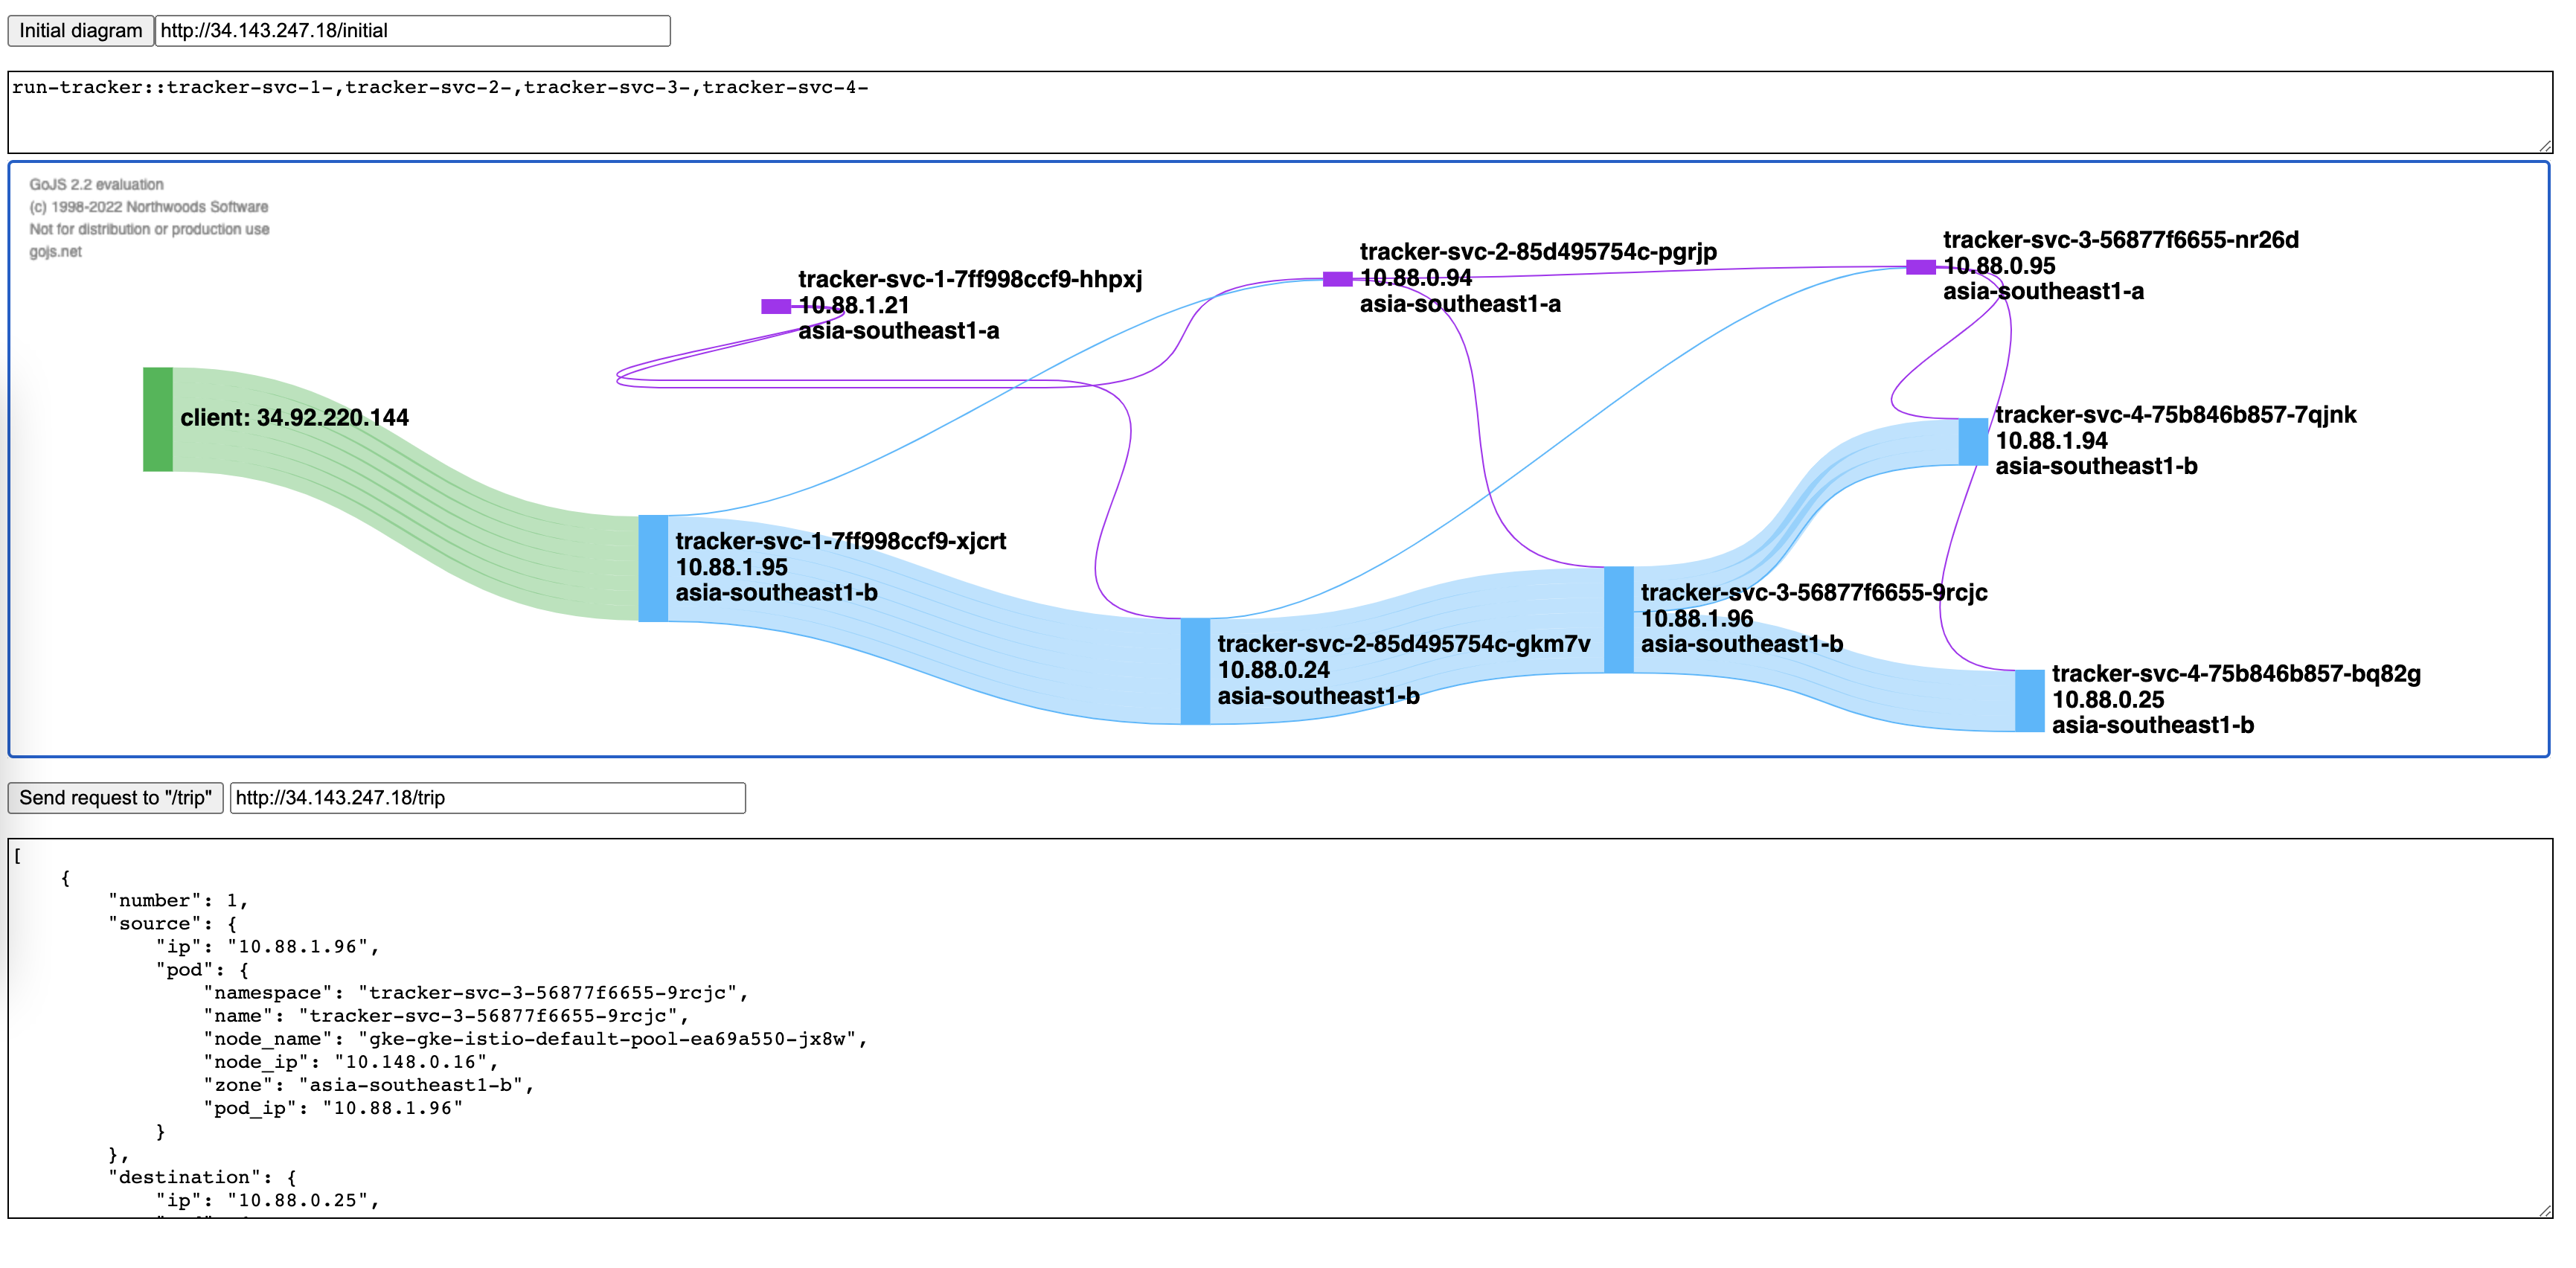 Initial diagram
http://34.143.247.18/initial
run-tracker::tracker-svc-1-,tracker-svc-2-,tracker-svc-3-,tracker-svc-4-
GoJS 2.2 evaluation
(c) 1998-2022 Northwoods Software
Not for distribution or production use
gojs.net
tracker-svc-1-7ff998ccf9-hhpxj
10.88.1.21
asia-southeast1-a
tracker-svc-2-85d495754c-pgrjp
10.88.0.94
asia-southeast1-a
tracker-svc-3-56877f6655-nr26d
10.88.0.95
asia-southeast1-a
client: 34.92.220.144
tracker-svc-4-75b846b857-7qjnk
10.88.1.94
asia-southeast1-b
tracker-svc-1-7ff998ccf9-xjcrt
10.88.1.95
asia-southeast1-b
tracker-svc-2-85d495754c-gkm7v
10.88.0.24
asia-southeast1-b
tracker-svc-3-56877f6655-9rcjc
10.88.1.96
asia-southeast1-b
tracker-svc-4-75b846b857-bq82g
10.88.0.25
asia-southeast1-b
Send request to "/trip"
http://34.143.247.18/trip
[
{
"number": 1,
"source": {
"ip": "10.88.1.96",
"pod": {
"namespace": "tracker-svc-3-56877f6655-9rcjc",
"name": "tracker-svc-3-56877f6655-9rcjc",
"node_name": "gke-gke-istio-default-pool-ea69a550-jx8w",
"node_ip": "10.148.0.16",
"zone": "asia-southeast1-b",
"pod_ip": "10.88.1.96"
}
},
"destination": {
"ip": "10.88.0.25",